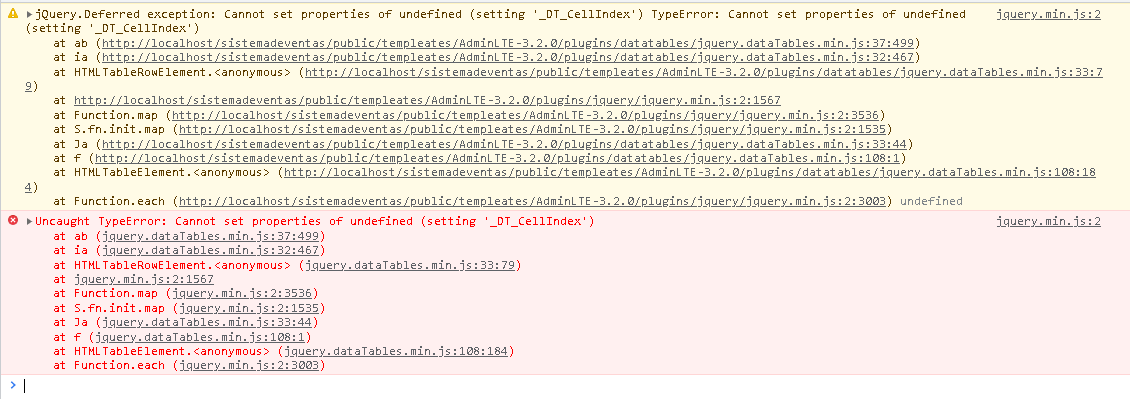 jQuery.Deferred exception: Cannot set properties of undefined (setting '_DT_CellIndex') TypeError: Cannot set properties of undefined jquery.min.js:2
(setting '_DT_CellIndex')
at ab (http://localhost/sistemadeventas/public/templeates/AdminLTE-3.2.0/plugins/datatables/jquery.dataTables.min.js:37:499)
at ia (http://localhost/sistemadeventas/public/templeates/AdminLTE-3.2.0/plugins/datatables/jquery.dataTables.min.js:32:467)
at HTMLTableRowElement.<anonymous> (http://localhost/sistemadeventas/public/templeates/AdminLTE-3.2.0/plugins/datatables/jquery.dataTables.min.js:33:7
9)
at http://localhost/sistemadeventas/public/templeates/AdminLTE-3.2.0/plugins/jquery/jquery.min.js:2:1567
at Function.map (http://localhost/sistemadeventas/public/templeates/AdminLTE-3.2.0/plugins/jquery/jquery.min.js:2:3536)
at S.fn.init.map (http://localhost/sistemadeventas/public/templeates/AdminLTE-3.2.0/plugins/jquery/jquery.min.js:2:1535)
at Ja (http://localhost/sistemadeventas/public/templeates/AdminLTE-3.2.0/plugins/datatables/jquery.dataTables.min.js:33:44)
at f (http://localhost/sistemadeventas/public/templeates/AdminLTE-3.2.0/plugins/datatables/jquery.dataTables.min.js:108:1)
at HTMLTableElement.<anonymous> (http://localhost/sistemadeventas/public/templeates/AdminLTE-3.2.0/plugins/datatables/jquery.dataTables.min.js:108:18
4)
at Function.each (http://localhost/sistemadeventas/public/templeates/AdminLTE-3.2.0/plugins/jquery/jquery.min.js:2:3003) undefined
Uncaught TypeError: Cannot set properties of undefined (setting '_DT_CellIndex') jquery.min.js:2
at ab (jquery.dataTables.min.js:37:499)
at ia (jquery.dataTables.min.js:32:467)
at HTMLTableRowElement.<anonymous> (jquery.dataTables.min.js:33:79)
at jquery.min.js:2:1567
at Function.map (jquery.min.js:2:3536)
at S.fn.init.map (jquery.min.js:2:1535)
at Ja (jquery.dataTables.min.js:33:44)
at f (jquery.dataTables.min.js:108:1)
at HTMLTableElement.<anonymous> (jquery.dataTables.min.js:108:184)
at Function.each (jquery.min.js:2:3003)